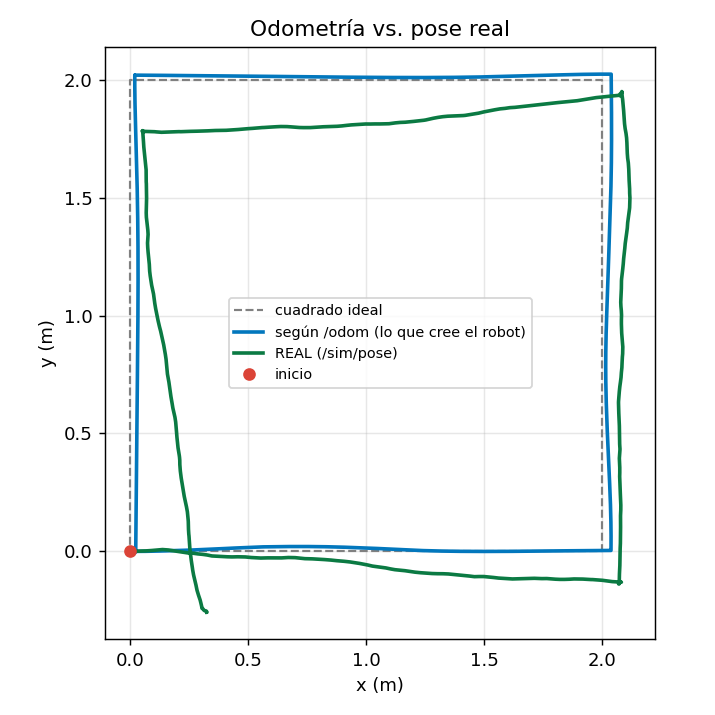 Odometría vs. pose real
2.0
1.5
1.0
0.5
0.0
y (m)
cuadrado ideal
según /odom (lo que cree el robot)
REAL (/sim/pose)
inicio
0.0 0.5 1.0 1.5 2.0
x (m)